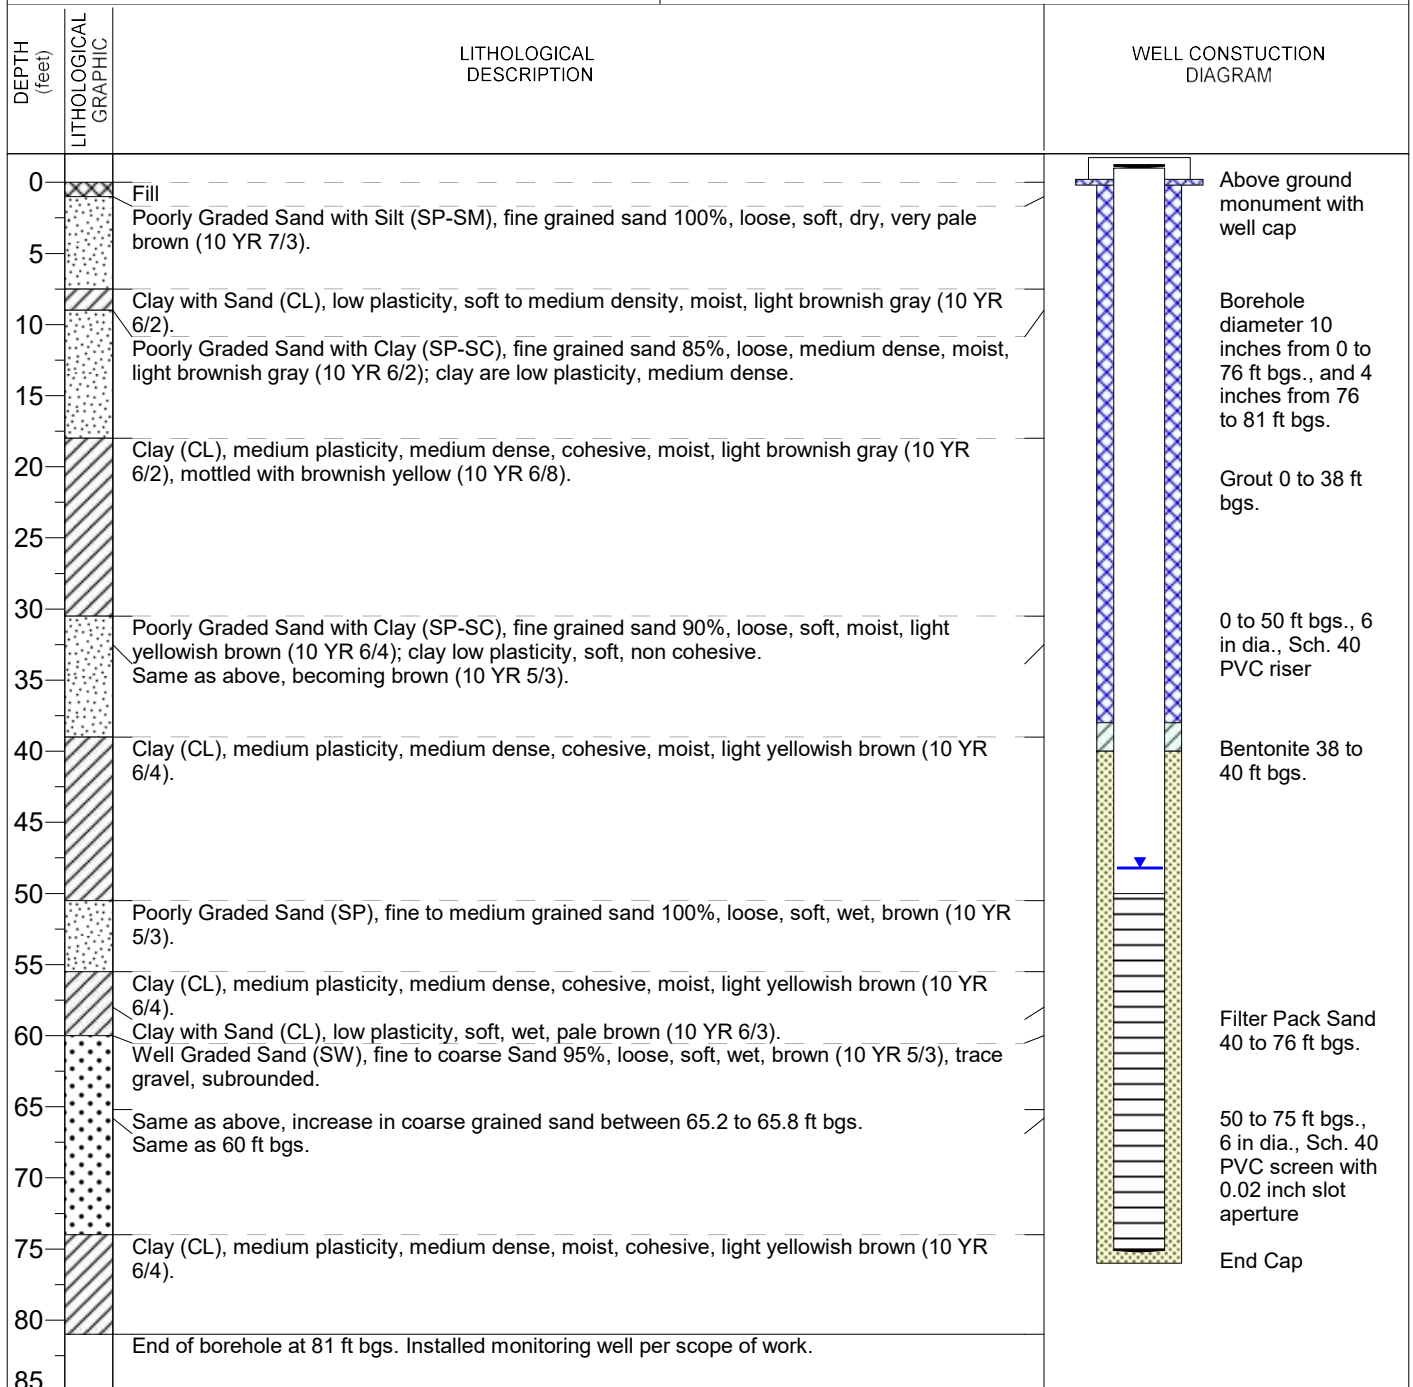 DEPTH
(feet)
LITHOLOGICAL
GRAPHIC
LITHOLOGICAL
DESCRIPTION
WELL CONSTUCTION
DIAGRAM
0
5
10
15
20
25
30
35
40
45
50
55
60
65
70
75
80
85
Fill
Poorly Graded Sand with Silt (SP-SM), fine grained sand 100%, loose, soft, dry, very pale
brown (10 YR 7/3).
Clay with Sand (CL), low plasticity, soft to medium density, moist, light brownish gray (10 YR
6/2).
Poorly Graded Sand with Clay (SP-SC), fine grained sand 85%, loose, medium dense, moist,
light brownish gray (10 YR 6/2); clay are low plasticity, medium dense.
Clay (CL), medium plasticity, medium dense, cohesive, moist, light brownish gray (10 YR
6/2), mottled with brownish yellow (10 YR 6/8).
Poorly Graded Sand with Clay (SP-SC), fine grained sand 90%, loose, soft, moist, light
yellowish brown (10 YR 6/4); clay low plasticity, soft, non cohesive.
Same as above, becoming brown (10 YR 5/3).
Clay (CL), medium plasticity, medium dense, cohesive, moist, light yellowish brown (10 YR
6/4).
Poorly Graded Sand (SP), fine to medium grained sand 100%, loose, soft, wet, brown (10 YR
5/3).
Clay (CL), medium plasticity, medium dense, cohesive, moist, light yellowish brown (10 YR
6/4).
Clay with Sand (CL), low plasticity, soft, wet, pale brown (10 YR 6/3).
Well Graded Sand (SW), fine to coarse Sand 95%, loose, soft, wet, brown (10 YR 5/3), trace
gravel, subrounded.
Same as above, increase in coarse grained sand between 65.2 to 65.8 ft bgs.
Same as 60 ft bgs.
Clay (CL), medium plasticity, medium dense, moist, cohesive, light yellowish brown (10 YR
6/4).
End of borehole at 81 ft bgs. Installed monitoring well per scope of work.
Above ground
monument with
well cap
Borehole
diameter 10
inches from 0 to
76 ft bgs., and 4
inches from 76
to 81 ft bgs.
Grout 0 to 38 ft
bgs.
0 to 50 ft bgs., 6
in dia., Sch. 40
PVC riser
Bentonite 38 to
40 ft bgs.
Filter Pack Sand
40 to 76 ft bgs.
50 to 75 ft bgs.,
6 in dia., Sch. 40
PVC screen with
0.02 inch slot
aperture
End Cap